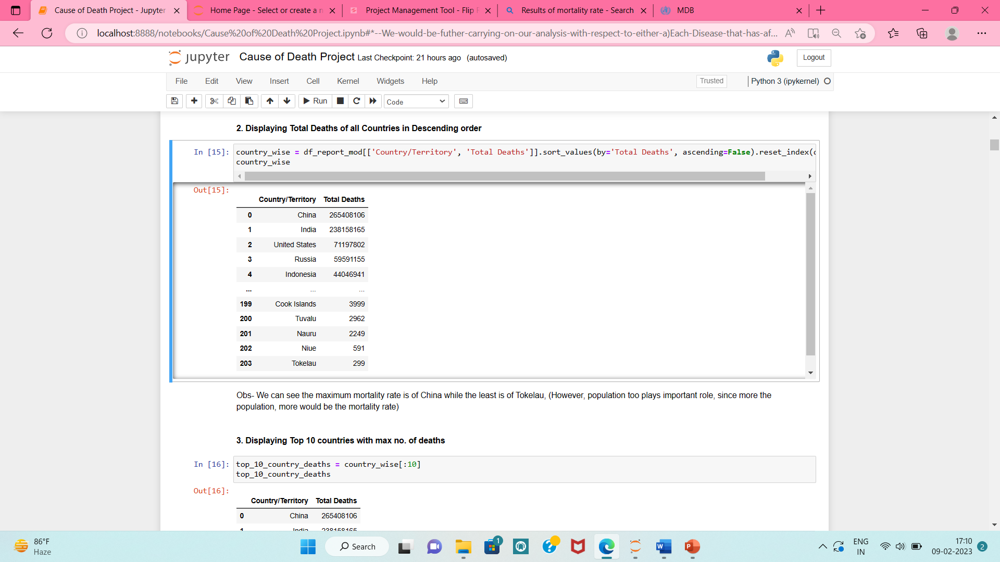 Cause of Death Project - Jupyter
Home Page - Select or create a n
Project Management Tool - Flip
Results of mortality rate - Search
MDB
localhost:8888/notebooks/Cause%20of%20Death%20Project.ipynb#*--We-would-be-futher-carrying-on-our-analysis-with-respect-to-either-a)Each-Disease-that-has-af...
jupyter Cause of Death Project Last Checkpoint: 21 hours ago (autosaved)
Logout
File Edit View Insert Cell Kernel Widgets Help
Trusted
Python 3 (ipykernel)
Run
Code
2. Displaying Total Deaths of all Countries in Descending order
In [15]: country_wise = df_report_mod[['Country/Territory', 'Total Deaths']].sort_values(by='Total Deaths', ascending=False).reset_index(
country_wise
Out[15]:
Country/Territory Total Deaths
0 China 265408106
1 India 238158165
2 United States 71197802
3 Russia 59591155
4 Indonesia 44046941
... ... ...
199 Cook Islands 3999
200 Tuvalu 2962
201 Nauru 2249
202 Niue 591
203 Tokelau 299
Obs- We can see the maximum mortality rate is of China while the least is of Tokelau, (However, population too plays important role, since more the
population, more would be the mortality rate)
3. Displaying Top 10 countries with max no. of deaths
In [16]: top_10_country_deaths = country_wise[:10]
top_10_country_deaths
Out[16]:
Country/Territory Total Deaths
0 China 265408106
1 India 238158165
86°F
Haze
Search
1
ENG
IN
17:10
09-02-2023
2